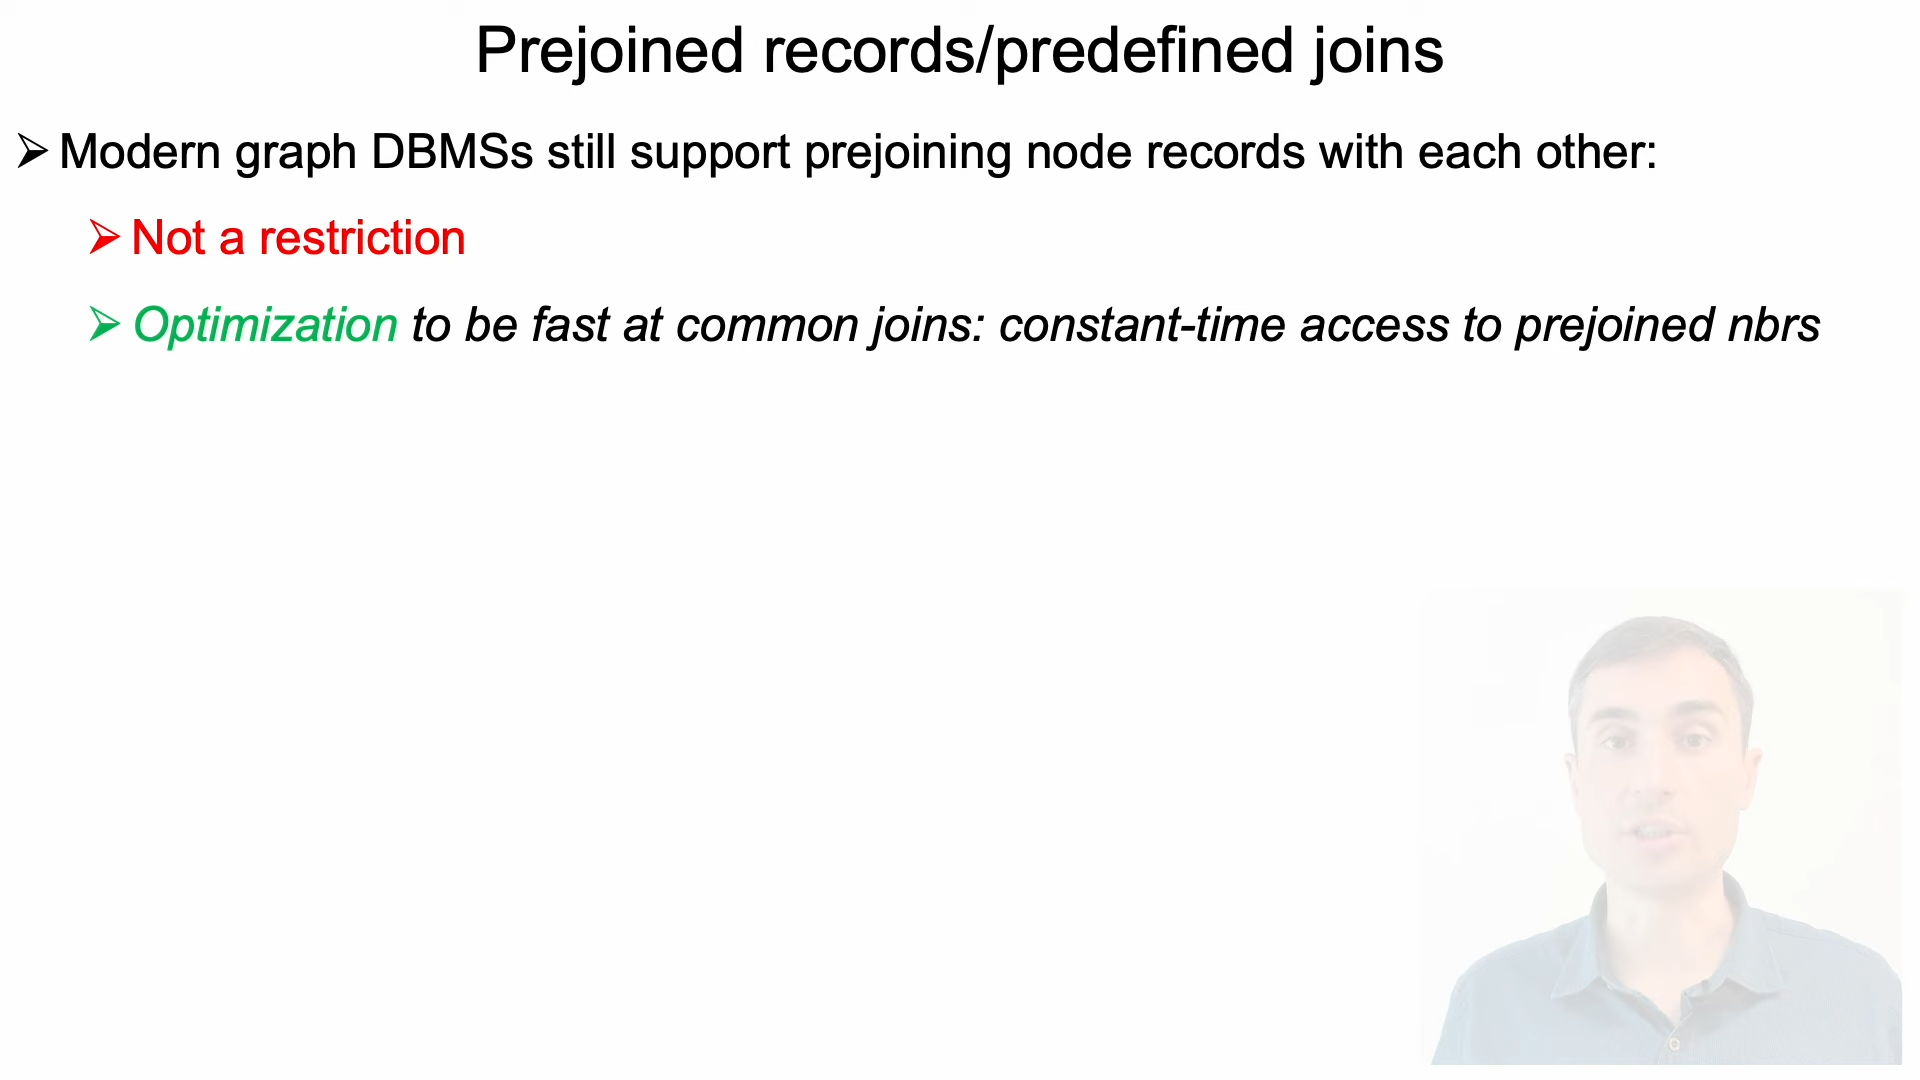 Prejoined records/predefined joins
➢ Modern graph DBMSs still support prejoining node records with each other:
➢ Not a restriction
➢ Optimization to be fast at common joins: constant-time access to prejoined nbrs